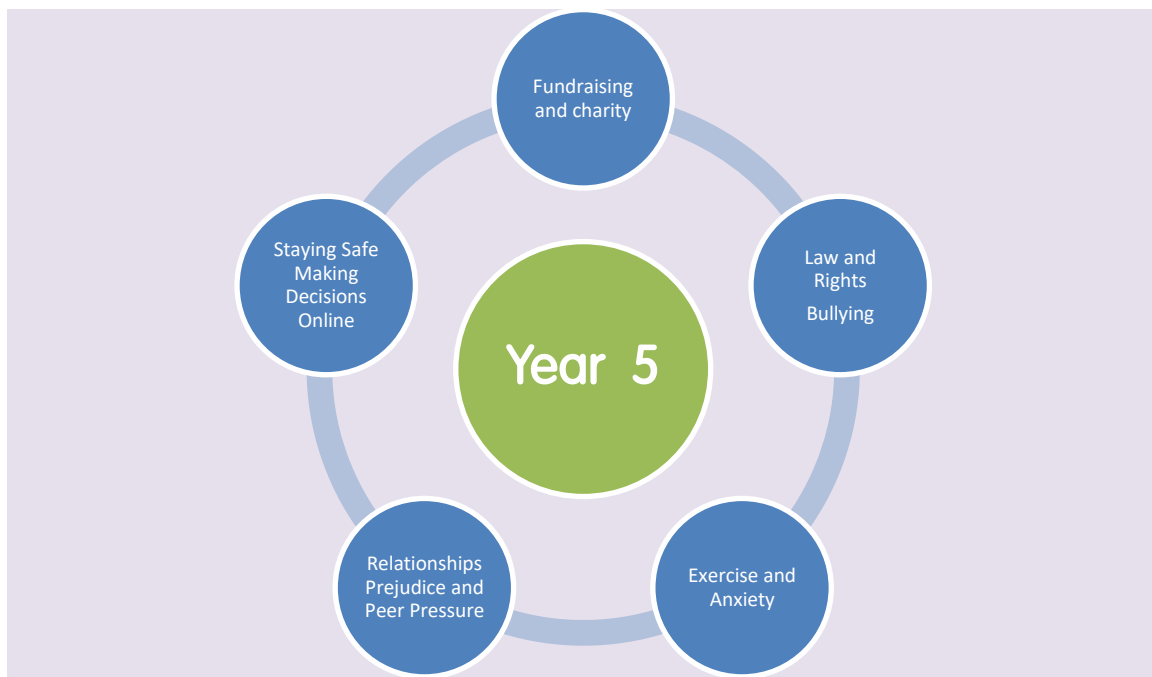 Fundraising
and charity
Law and
Rights
Bullying
Exercise and
Anxiety
Relationships
Prejudice and
Peer Pressure
Staying Safe
Making
Decisions
Online
Year 5